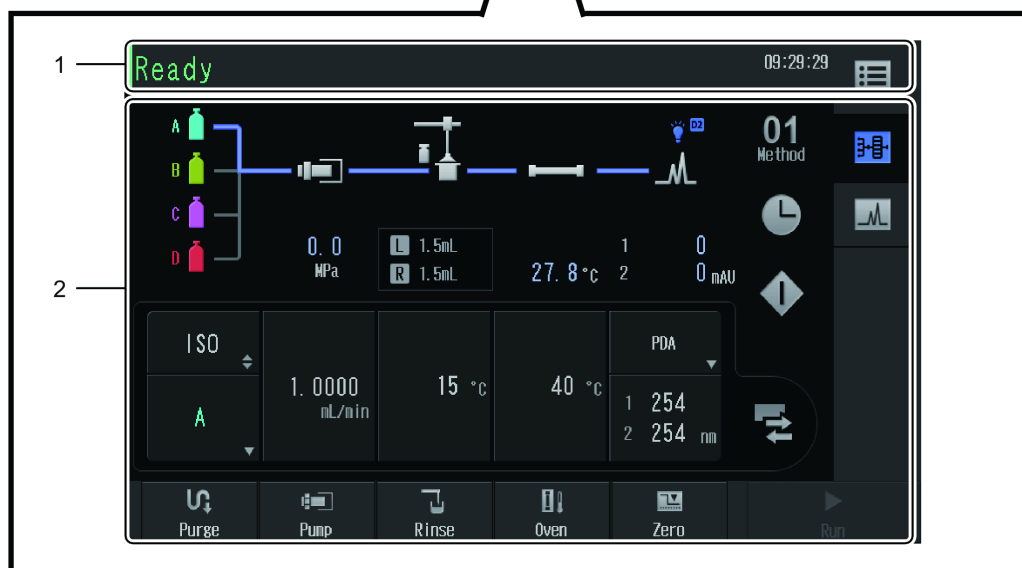 1
Ready
09:29:29
A
D2
01
Method
B
C
D
0.0
MPa
L 1.5mL
R 1.5mL
27.8°C
1 0
2 0 mAU
2
ISO
A
1.0000
mL/min
15 °C
40 °C
PDA
1 254
2 254 nm
Purge
Pump
Rinse
Oven
Zero
Run